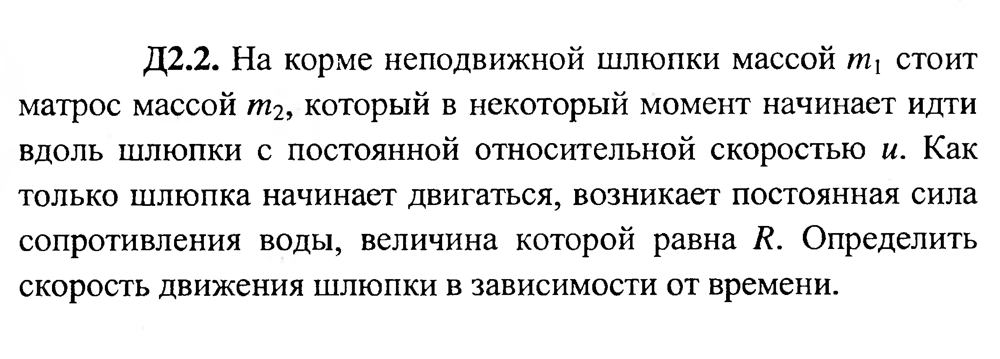 Д2.2. На корме неподвижной шлюпки массой m₁ стоит
матрос массой m₂, который в некоторый момент начинает идти
вдоль шлюпки с постоянной относительной скоростью u. Как
только шлюпка начинает двигаться, возникает постоянная сила
сопротивления воды, величина которой равна R. Определить
скорость движения шлюпки в зависимости от времени.